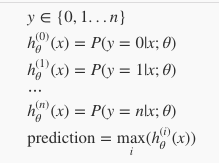 y ∈ {0, 1…n}
h_θ^(0)(x) = P(y = 0|x; θ)
h_θ^(1)(x) = P(y = 1|x; θ)
…
h_θ^(n)(x) = P(y = n|x; θ)
prediction = max_i(h_θ^(i)(x))